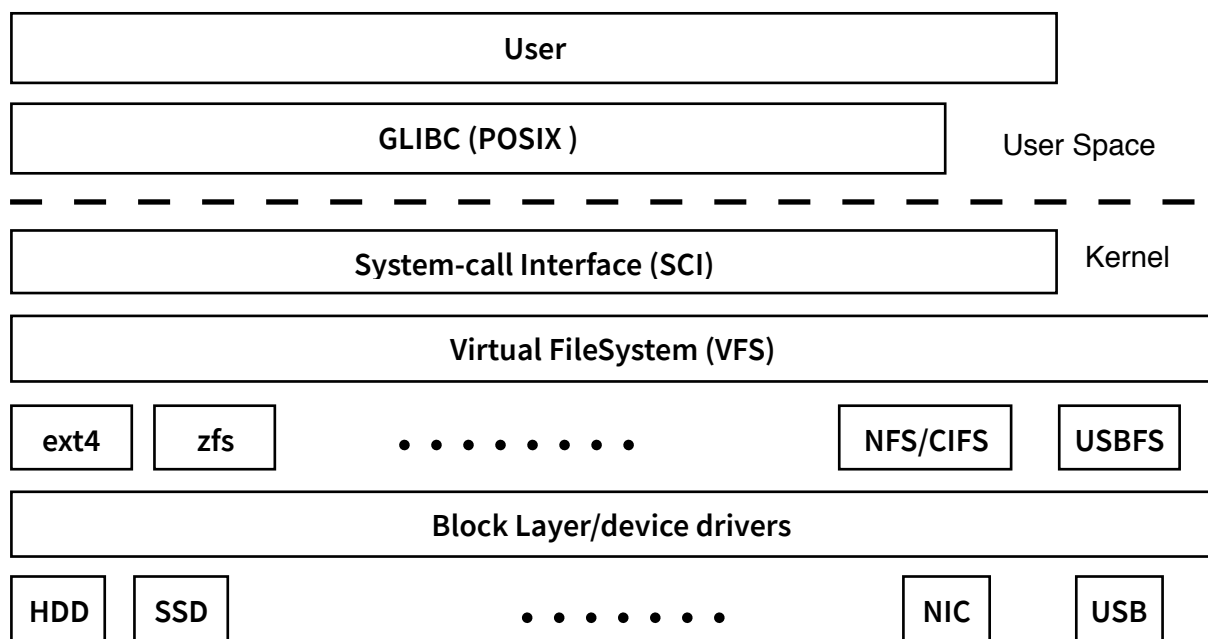 User
GLIBC (POSIX )
User Space
System-call Interface (SCI)
Kernel
Virtual FileSystem (VFS)
ext4
zfs
NFS/CIFS
USBFS
Block Layer/device drivers
HDD
SSD
NIC
USB